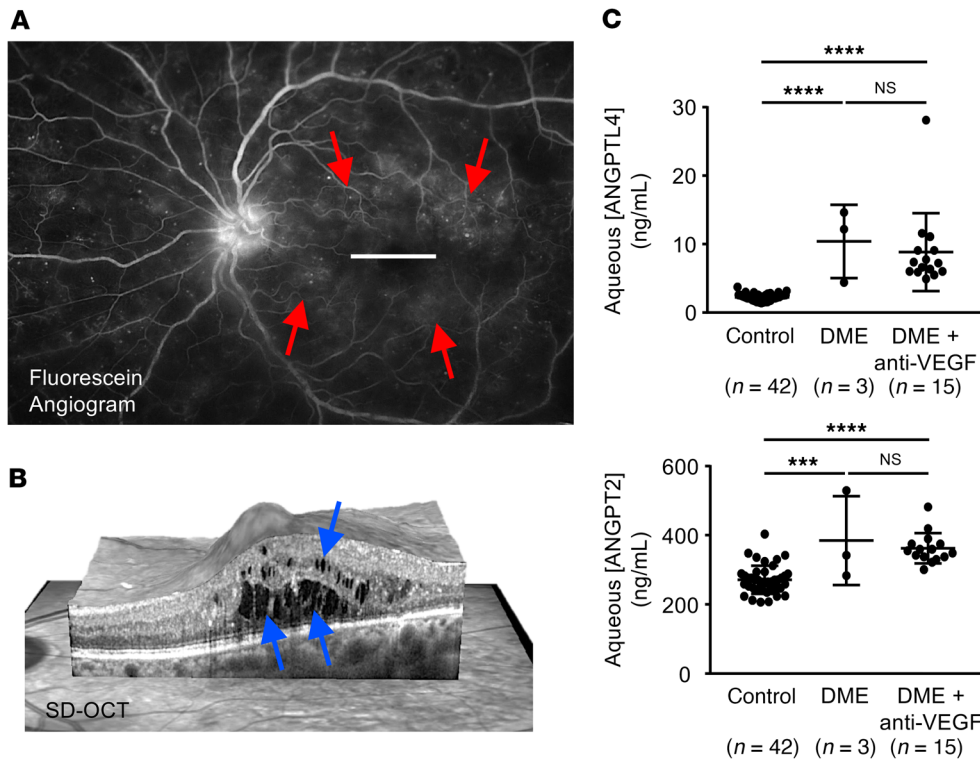 A
Fluorescein
Angiogram
B
SD-OCT
C
****
****
NS
Aqueous [ANGPTL4]
(ng/mL)
30
20
10
0
Control
DME
DME +
anti-VEGF
(n = 42)
(n = 3)
(n = 15)
****
***
NS
Aqueous [ANGPT2]
(ng/mL)
600
400
200
0
Control
DME
DME +
anti-VEGF
(n = 42)
(n = 3)
(n = 15)